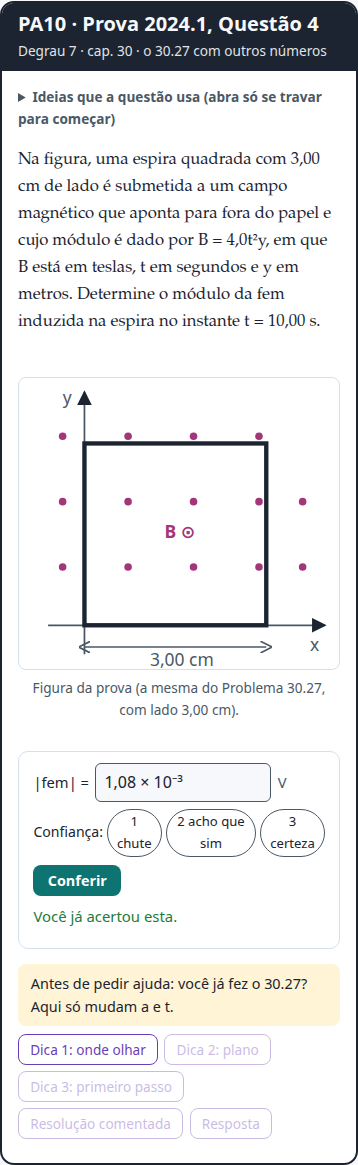 PA10 · Prova 2024.1, Questão 4
Degrau 7 · cap. 30 · o 30.27 com outros números
▶ Ideias que a questão usa (abra só se travar
para começar)
Na figura, uma espira quadrada com 3,00
cm de lado é submetida a um campo
magnético que aponta para fora do papel e
cujo módulo é dado por B = 4,0t²y, em que
B está em teslas, t em segundos e y em
metros. Determine o módulo da fem
induzida na espira no instante t = 10,00 s.
y
B ⊙
x
3,00 cm
Figura da prova (a mesma do Problema 30.27,
com lado 3,00 cm).
|fem| = 1,08 × 10⁻³ V
Confiança: 1 chute 2 acho que sim 3 certeza
Conferir
Você já acertou esta.
Antes de pedir ajuda: você já fez o 30.27?
Aqui só mudam a e t.
Dica 1: onde olhar Dica 2: plano
Dica 3: primeiro passo
Resolução comentada Resposta